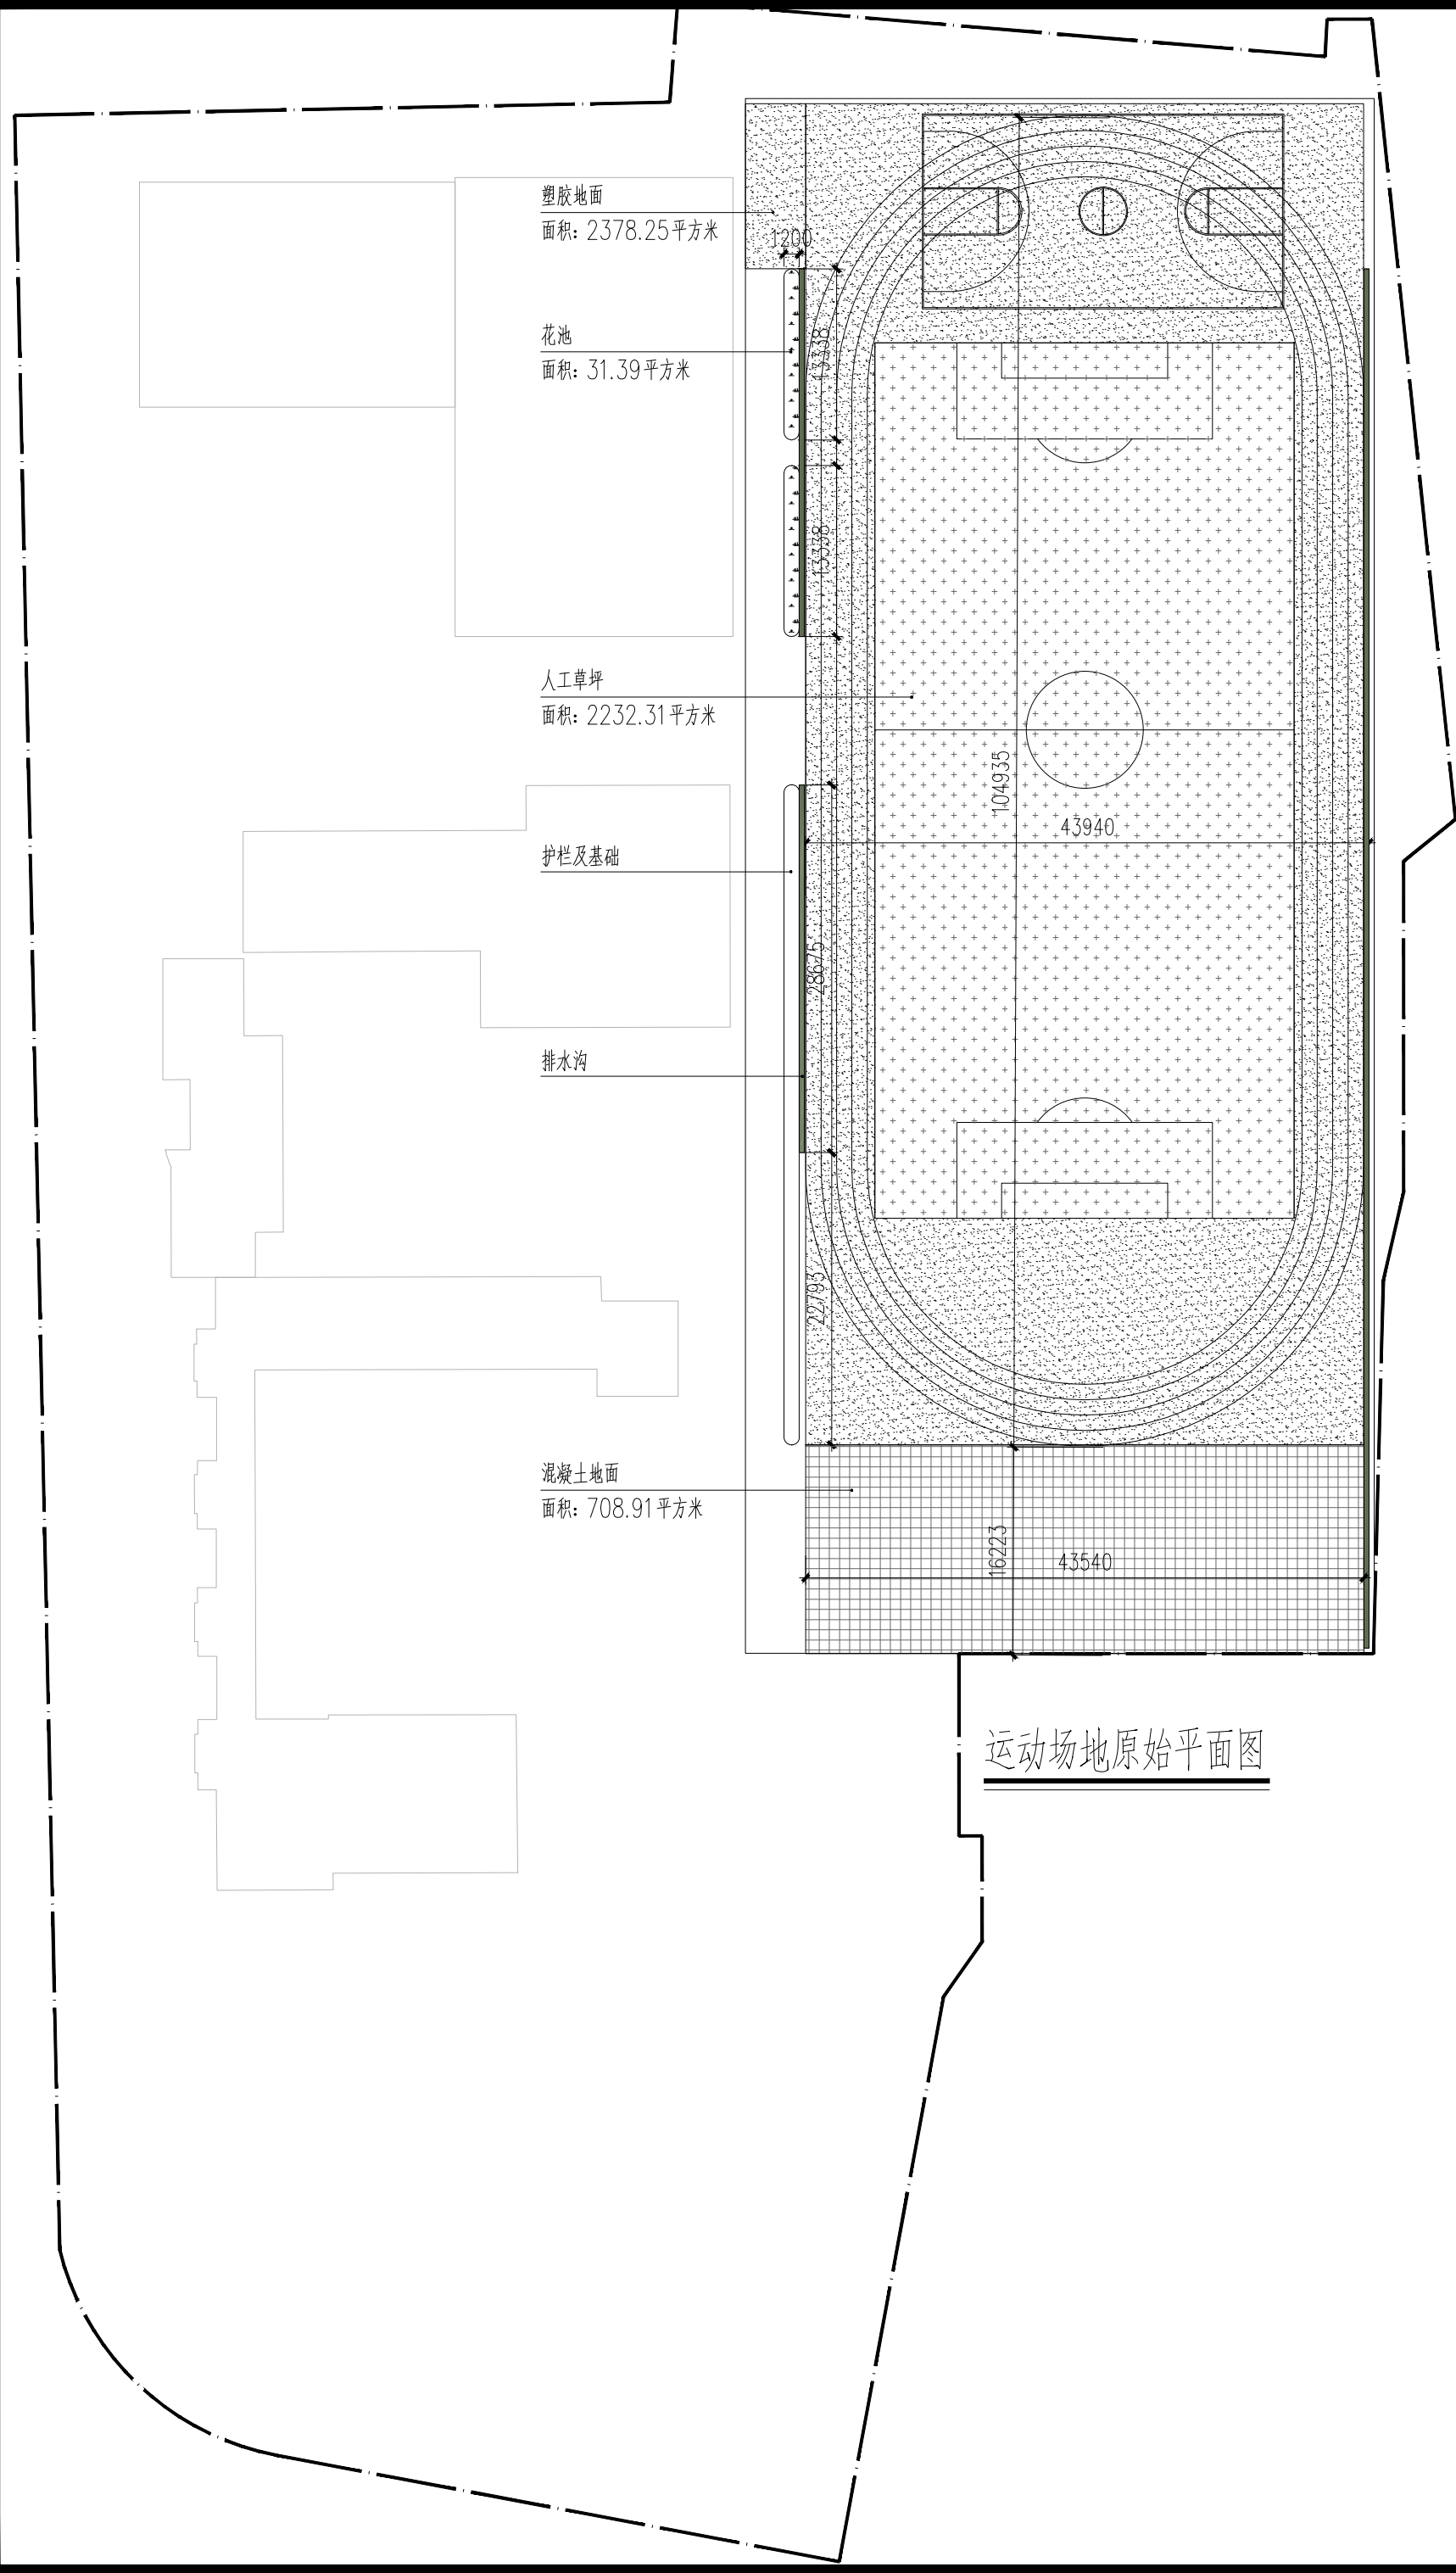 塑胶地面
面积: 2378.25平方米
1200
花池
面积: 31.39平方米
13338
13338
人工草坪
面积: 2232.31平方米
104935
43940
护栏及基础
28675
排水沟
22793
混凝土地面
面积: 708.91平方米
16223
43540
运动场地原始平面图